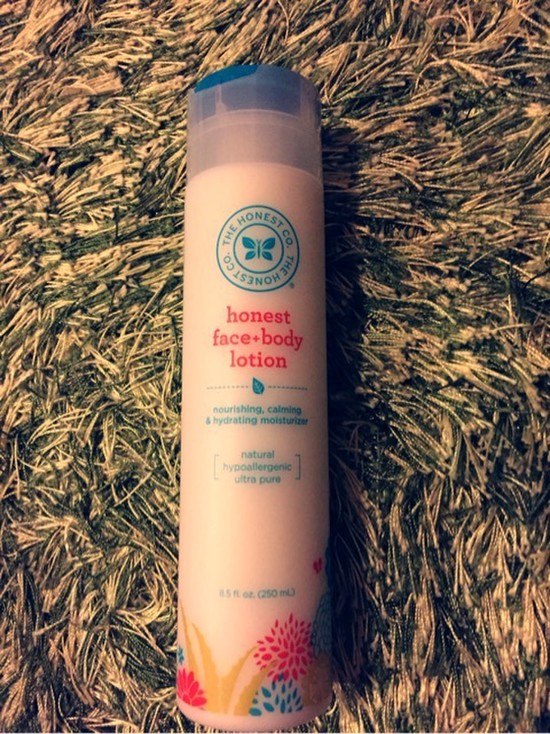 THE HONEST CO. THE HONEST CO.
honest
face+body
lotion
nourishing, calming
& hydrating moisturizer
natural
hypoallergenic
ultra pure
8.5 fl. oz. (250 mL)